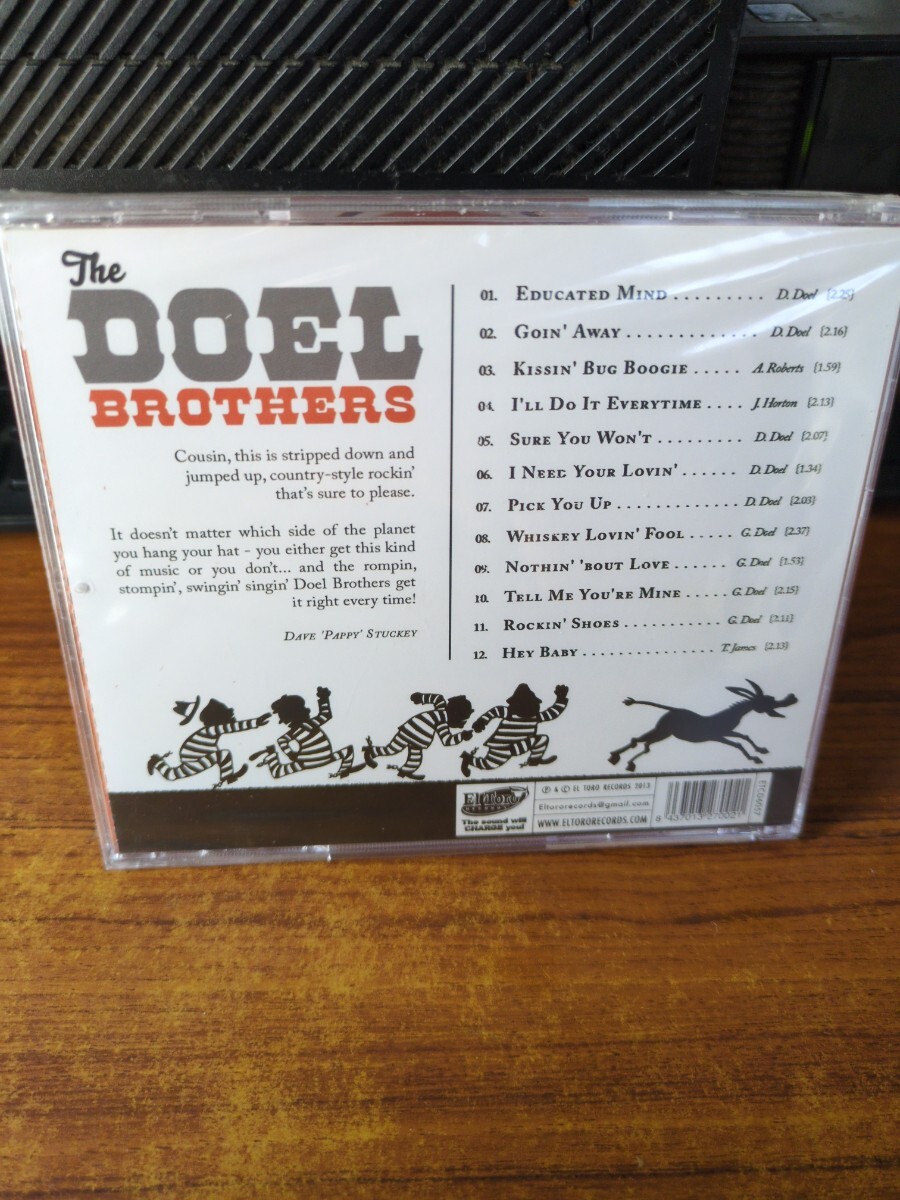 The
DOEL
BROTHERS
Cousin, this is stripped down and
jumped up, country-style rockin'
that's sure to please.
It doesn't matter which side of the planet
you hang your hat - you either get this kind
of music or you don't... and the rompin,
stompin', swingin' singin' Doel Brothers get
it right every time!
Dave 'Pappy' Stuckey
01. Educated Mind ......... D. Doel {2.25}
02. Goin' Away ............. D. Doel {2.16}
03. Kissin' Bug Boogie ..... A. Roberts {1.59}
04. I'll Do It Everytime .... J. Horton {2.13}
05. Sure You Won't ......... D. Doel {2.07}
06. I Need Your Lovin' ...... D. Doel {1.34}
07. Pick You Up ............. D. Doel {2.03}
08. Whiskey Lovin' Fool ..... G. Doel {2.37}
09. Nothin' 'bout Love ...... G. Doel {1.53}
10. Tell Me You're Mine ..... G. Doel {2.15}
11. Rockin' Shoes ........... G. Doel {2.11}
12. Hey Baby ............... T. James {2.13}
El Toro
RECORDS
The sound will
CHARGE you!
℗ & © EL TORO RECORDS 2013
Eltororecords@gmail.com
WWW.ELTORORECORDS.COM